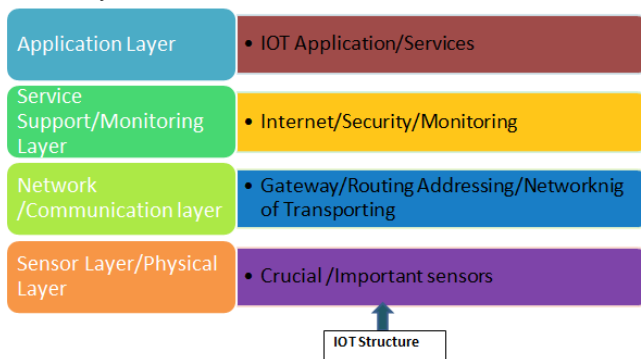 Application Layer
• IOT Application/Services
Service
Support/Monitoring
Layer
• Internet/Security/Monitoring
Network
/Communication layer
• Gateway/Routing Addressing/Networknig
of Transporting
Sensor Layer/Physical
Layer
• Crucial /Important sensors
IOT Structure